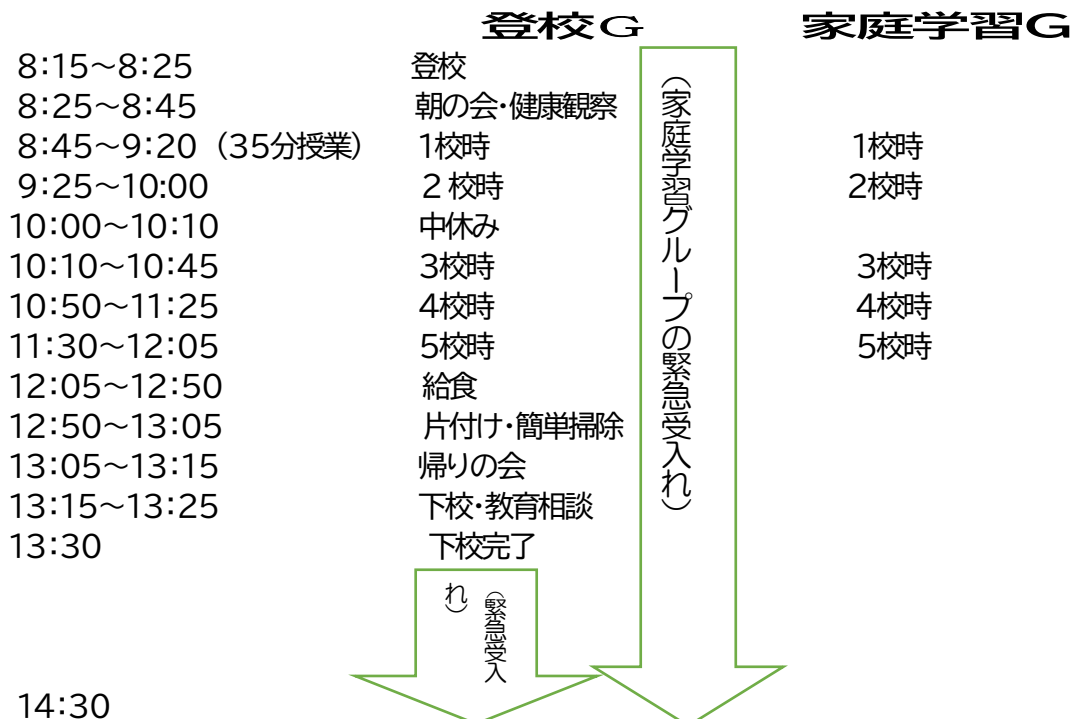 登校G 家庭学習G
8:15～8:25 登校
8:25～8:45 朝の会・健康観察
8:45～9:20（35分授業） 1校時 1校時
9:25～10:00 2校時 2校時
10:00～10:10 中休み
10:10～10:45 3校時 3校時
10:50～11:25 4校時 4校時
11:30～12:05 5校時 5校時
12:05～12:50 給食
12:50～13:05 片付け・簡単掃除
13:05～13:15 帰りの会
13:15～13:25 下校・教育相談
13:30 下校完了
（家庭学習グループの緊急受入れ）
（緊急受入
れ）
14:30